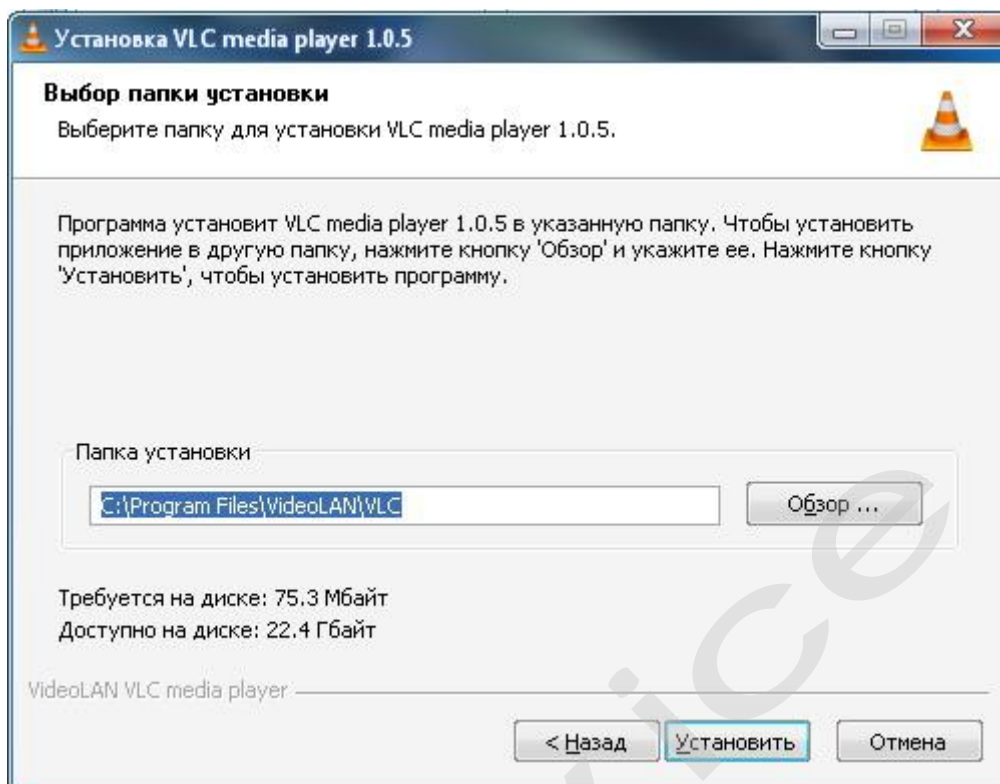 Установка VLC media player 1.0.5
Выбор папки установки
Выберите папку для установки VLC media player 1.0.5.
Программа установит VLC media player 1.0.5 в указанную папку. Чтобы установить
приложение в другую папку, нажмите кнопку 'Обзор' и укажите ее. Нажмите кнопку
'Установить', чтобы установить программу.
Папка установки
C:\Program Files\VideoLAN\VLC
Обзор ...
Требуется на диске: 75.3 Мбайт
Доступно на диске: 22.4 Гбайт
VideoLAN VLC media player
< Назад
Установить
Отмена